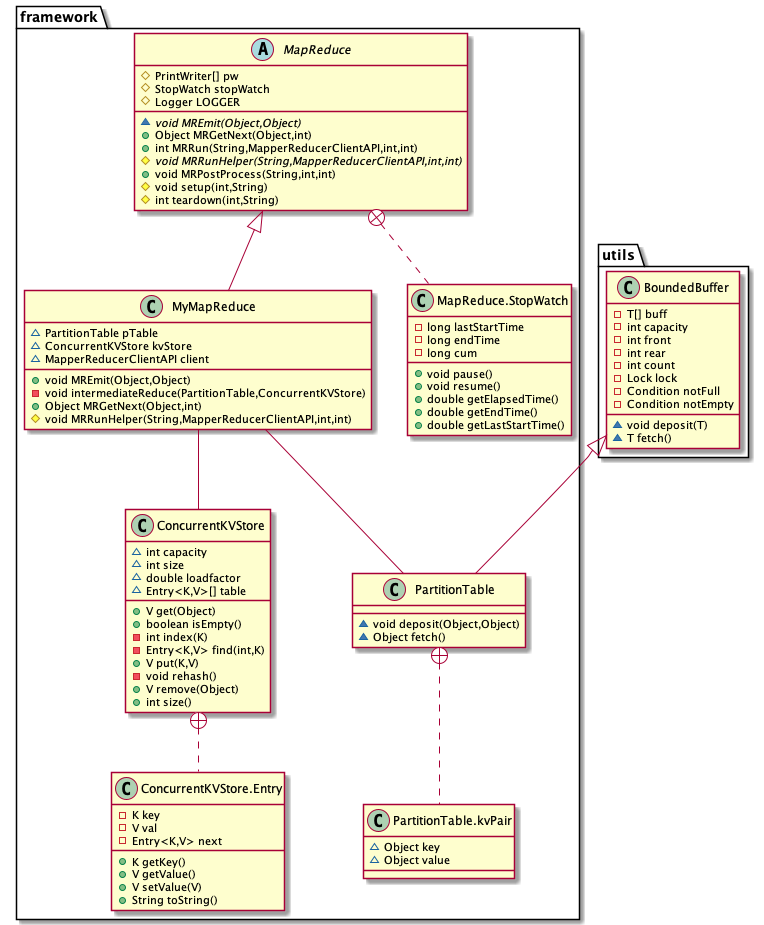 framework
A MapReduce
PrintWriter[] pw
StopWatch stopWatch
Logger LOGGER
void MREmit(Object,Object)
Object MRGetNext(Object,int)
int MRRun(String,MapperReducerClientAPI,int,int)
void MRRunHelper(String,MapperReducerClientAPI,int,int)
void MRPostProcess(String,int,int)
void setup(int,String)
int teardown(int,String)
utils
C BoundedBuffer
T[] buff
int capacity
int front
int rear
int count
Lock lock
Condition notFull
Condition notEmpty
void deposit(T)
T fetch()
C MyMapReduce
PartitionTable pTable
ConcurrentKVStore kvStore
MapperReducerClientAPI client
void MREmit(Object,Object)
void intermediateReduce(PartitionTable,ConcurrentKVStore)
Object MRGetNext(Object,int)
void MRRunHelper(String,MapperReducerClientAPI,int,int)
C MapReduce.StopWatch
long lastStartTime
long endTime
long cum
void pause()
void resume()
double getElapsedTime()
double getEndTime()
double getLastStartTime()
C ConcurrentKVStore
int capacity
int size
double loadfactor
Entry<K,V>[] table
V get(Object)
boolean isEmpty()
int index(K)
Entry<K,V> find(int,K)
V put(K,V)
void rehash()
V remove(Object)
int size()
C PartitionTable
void deposit(Object,Object)
Object fetch()
C ConcurrentKVStore.Entry
K key
V val
Entry<K,V> next
K getKey()
V getValue()
V setValue(V)
String toString()
C PartitionTable.kvPair
Object key
Object value